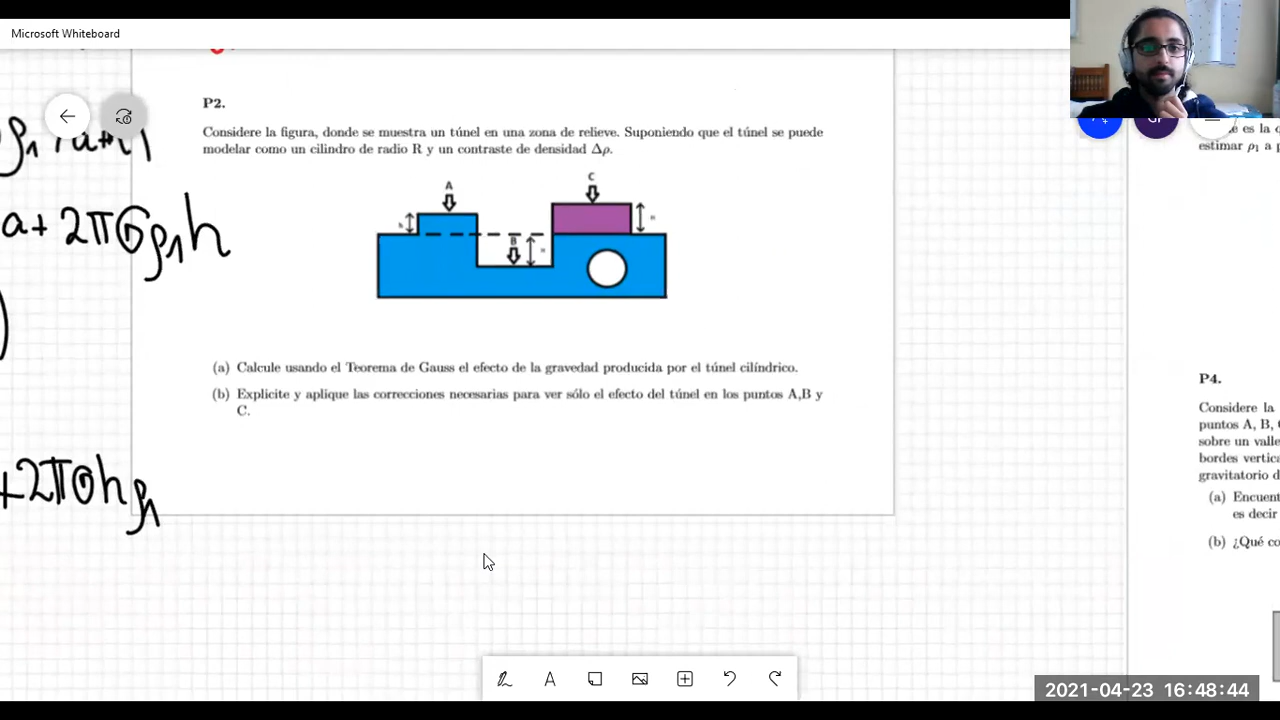 Microsoft Whiteboard
P2.
Considere la figura, donde se muestra un túnel en una zona de relieve. Suponiendo que el túnel se puede
modelar como un cilindro de radio R y un contraste de densidad Δρ.
A
C
B
(a) Calcule usando el Teorema de Gauss el efecto de la gravedad producida por el túnel cilíndrico.
(b) Explicite y aplique las correcciones necesarias para ver sólo el efecto del túnel en los puntos A,B y
C.
a+ 2πGρ₁h
+2πGhρ₁
es la
estimar ρ₁ a
P4.
Considere la
puntos A, B,
sobre un valle
bordes
gravitatorio d
(a) Encuent
es decir
(b) ¿Qué co
A
2021-04-23 16:48:44